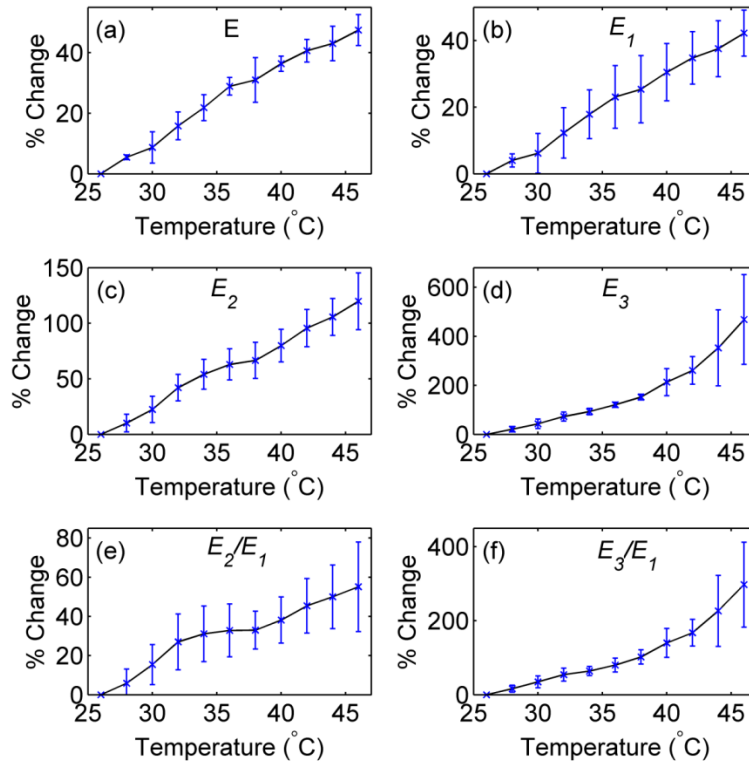 (a) E
% Change
40
20
0
25 30 35 40 45
Temperature (°C)
(b) E1
% Change
40
20
0
25 30 35 40 45
Temperature (°C)
(c) E2
% Change
150
100
50
0
25 30 35 40 45
Temperature (°C)
(d) E3
% Change
600
400
200
0
25 30 35 40 45
Temperature (°C)
(e) E2/E1
% Change
80
60
40
20
0
25 30 35 40 45
Temperature (°C)
(f) E3/E1
% Change
400
200
0
25 30 35 40 45
Temperature (°C)